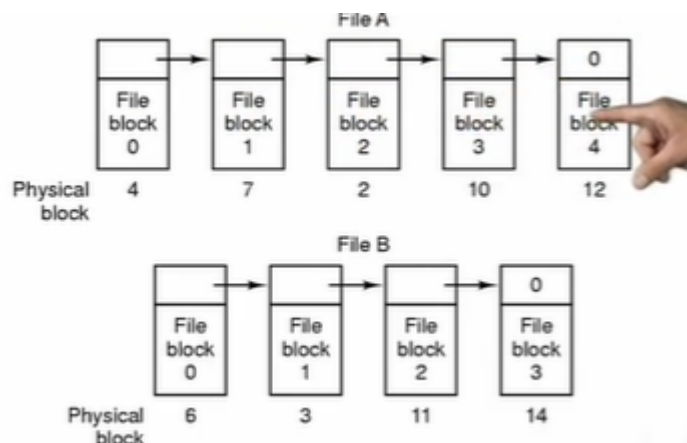 File A
0
File File File File File
block block block block block
0 1 2 3 4
Physical 4 7 2 10 12
block
File B
0
File File File File
block block block block
0 1 2 3
Physical 6 3 11 14
block